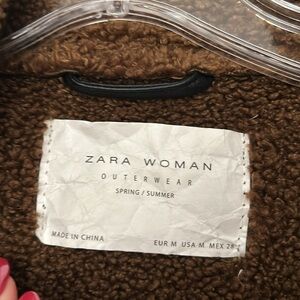 ZARA WOMAN
OUTERWEAR
SPRING / SUMMER
MADE IN CHINA
EUR M USA M MEX 28